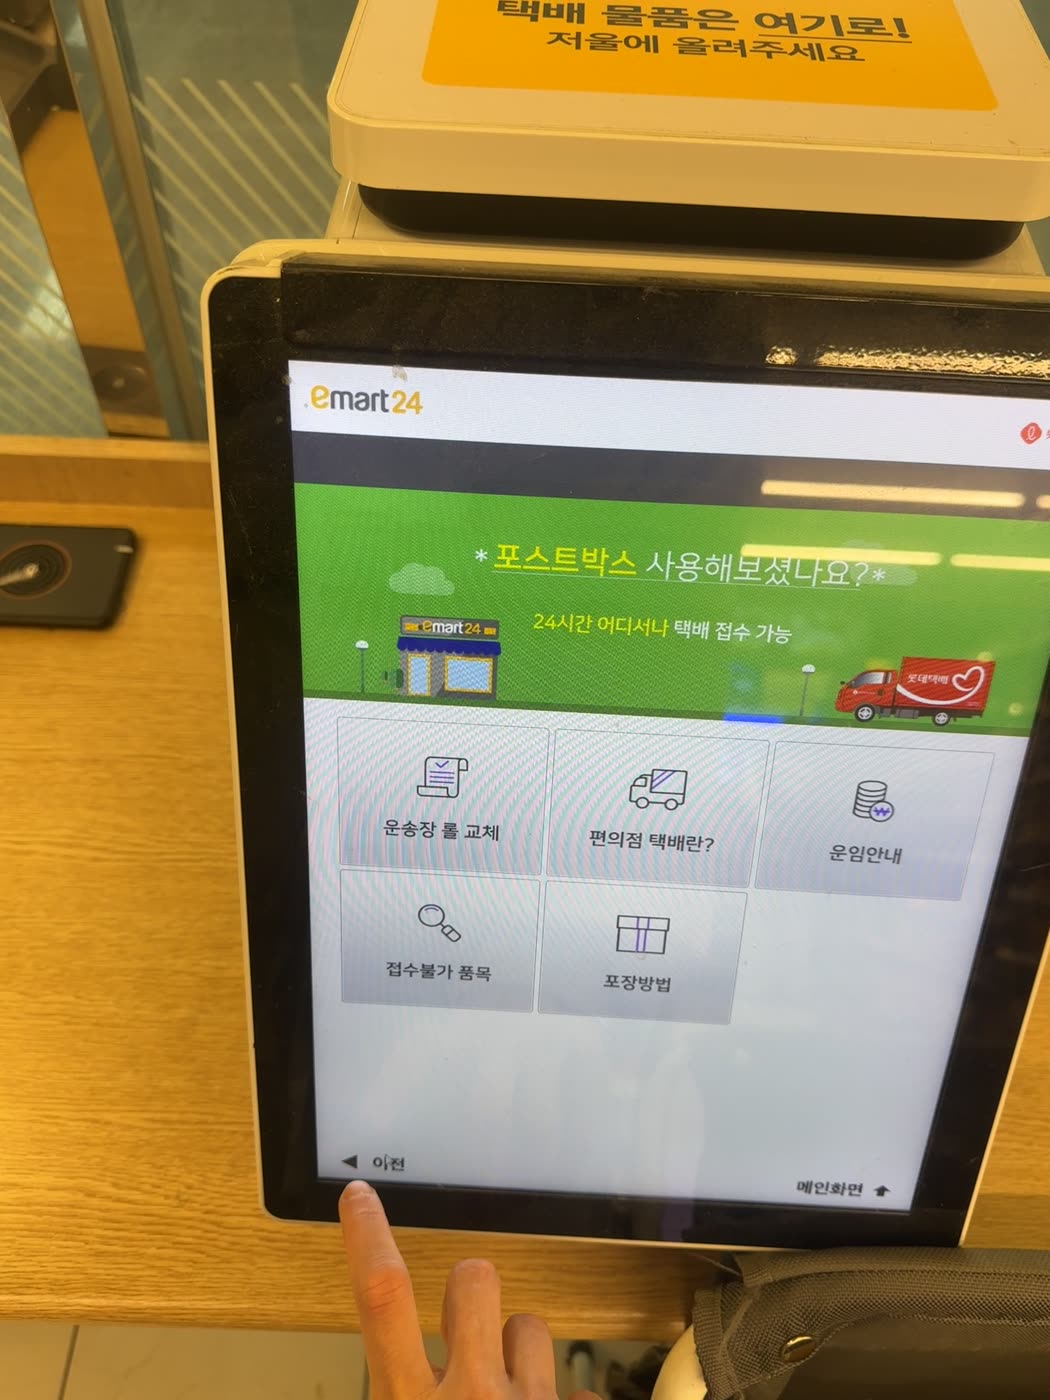 택배 물품은 여기로!
저울에 올려주세요
emart24
*포스트박스 사용해보셨나요?*
24시간 어디서나 택배 접수 가능
emart24
롯데택배
운송장 롤 교체
편의점 택배란?
운임안내
접수불가 품목
포장방법
◀ 이전
메인화면